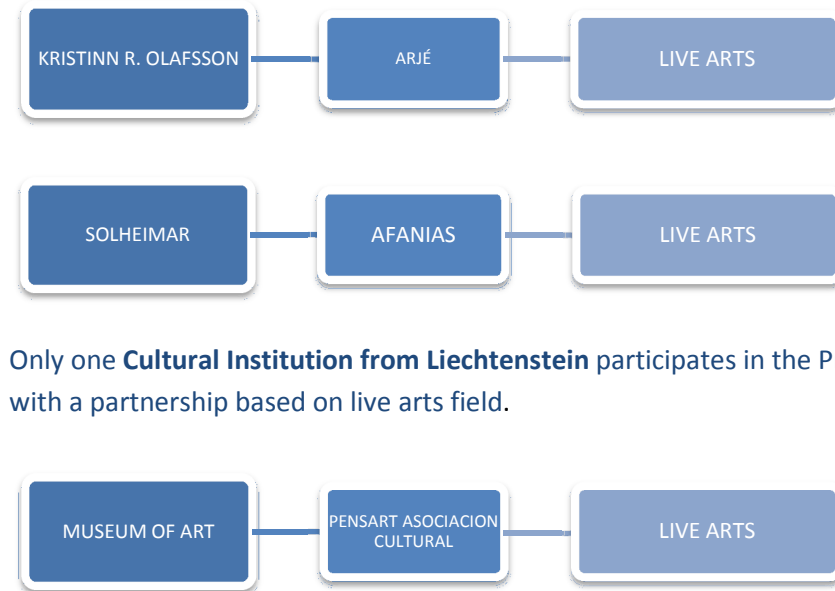 KRISTINN R. OLAFSSON ARJÉ LIVE ARTS
SOLHEIMAR AFANIAS LIVE ARTS
Only one Cultural Institution from Liechtenstein participates in the P
with a partnership based on live arts field.
MUSEUM OF ART PENSART ASOCIACION CULTURAL LIVE ARTS